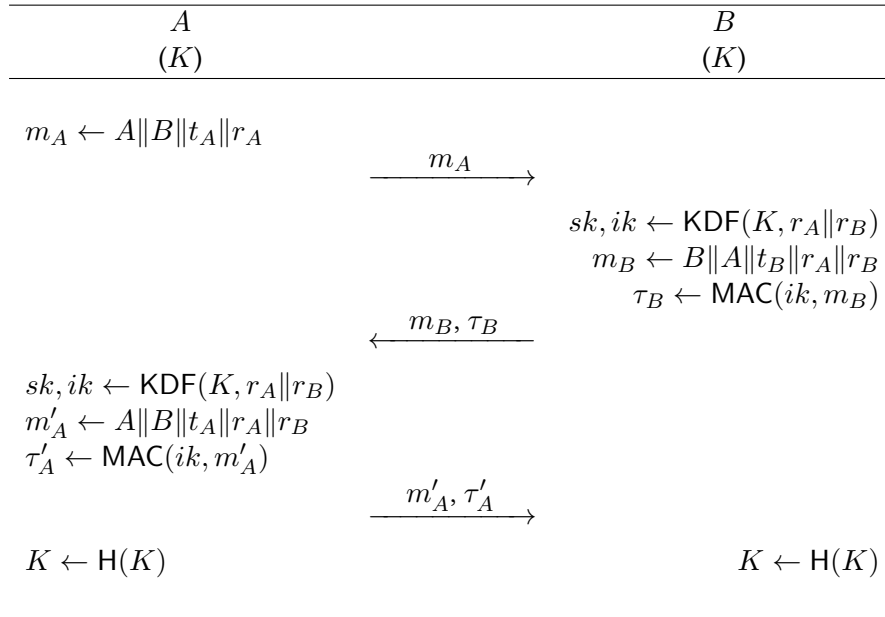 A B
(K) (K)
m_A ← A‖B‖t_A‖r_A
m_A
sk, ik ← KDF(K, r_A‖r_B)
m_B ← B‖A‖t_B‖r_A‖r_B
τ_B ← MAC(ik, m_B)
m_B, τ_B
sk, ik ← KDF(K, r_A‖r_B)
m'_A ← A‖B‖t_A‖r_A‖r_B
τ'_A ← MAC(ik, m'_A)
m'_A, τ'_A
K ← H(K) K ← H(K)